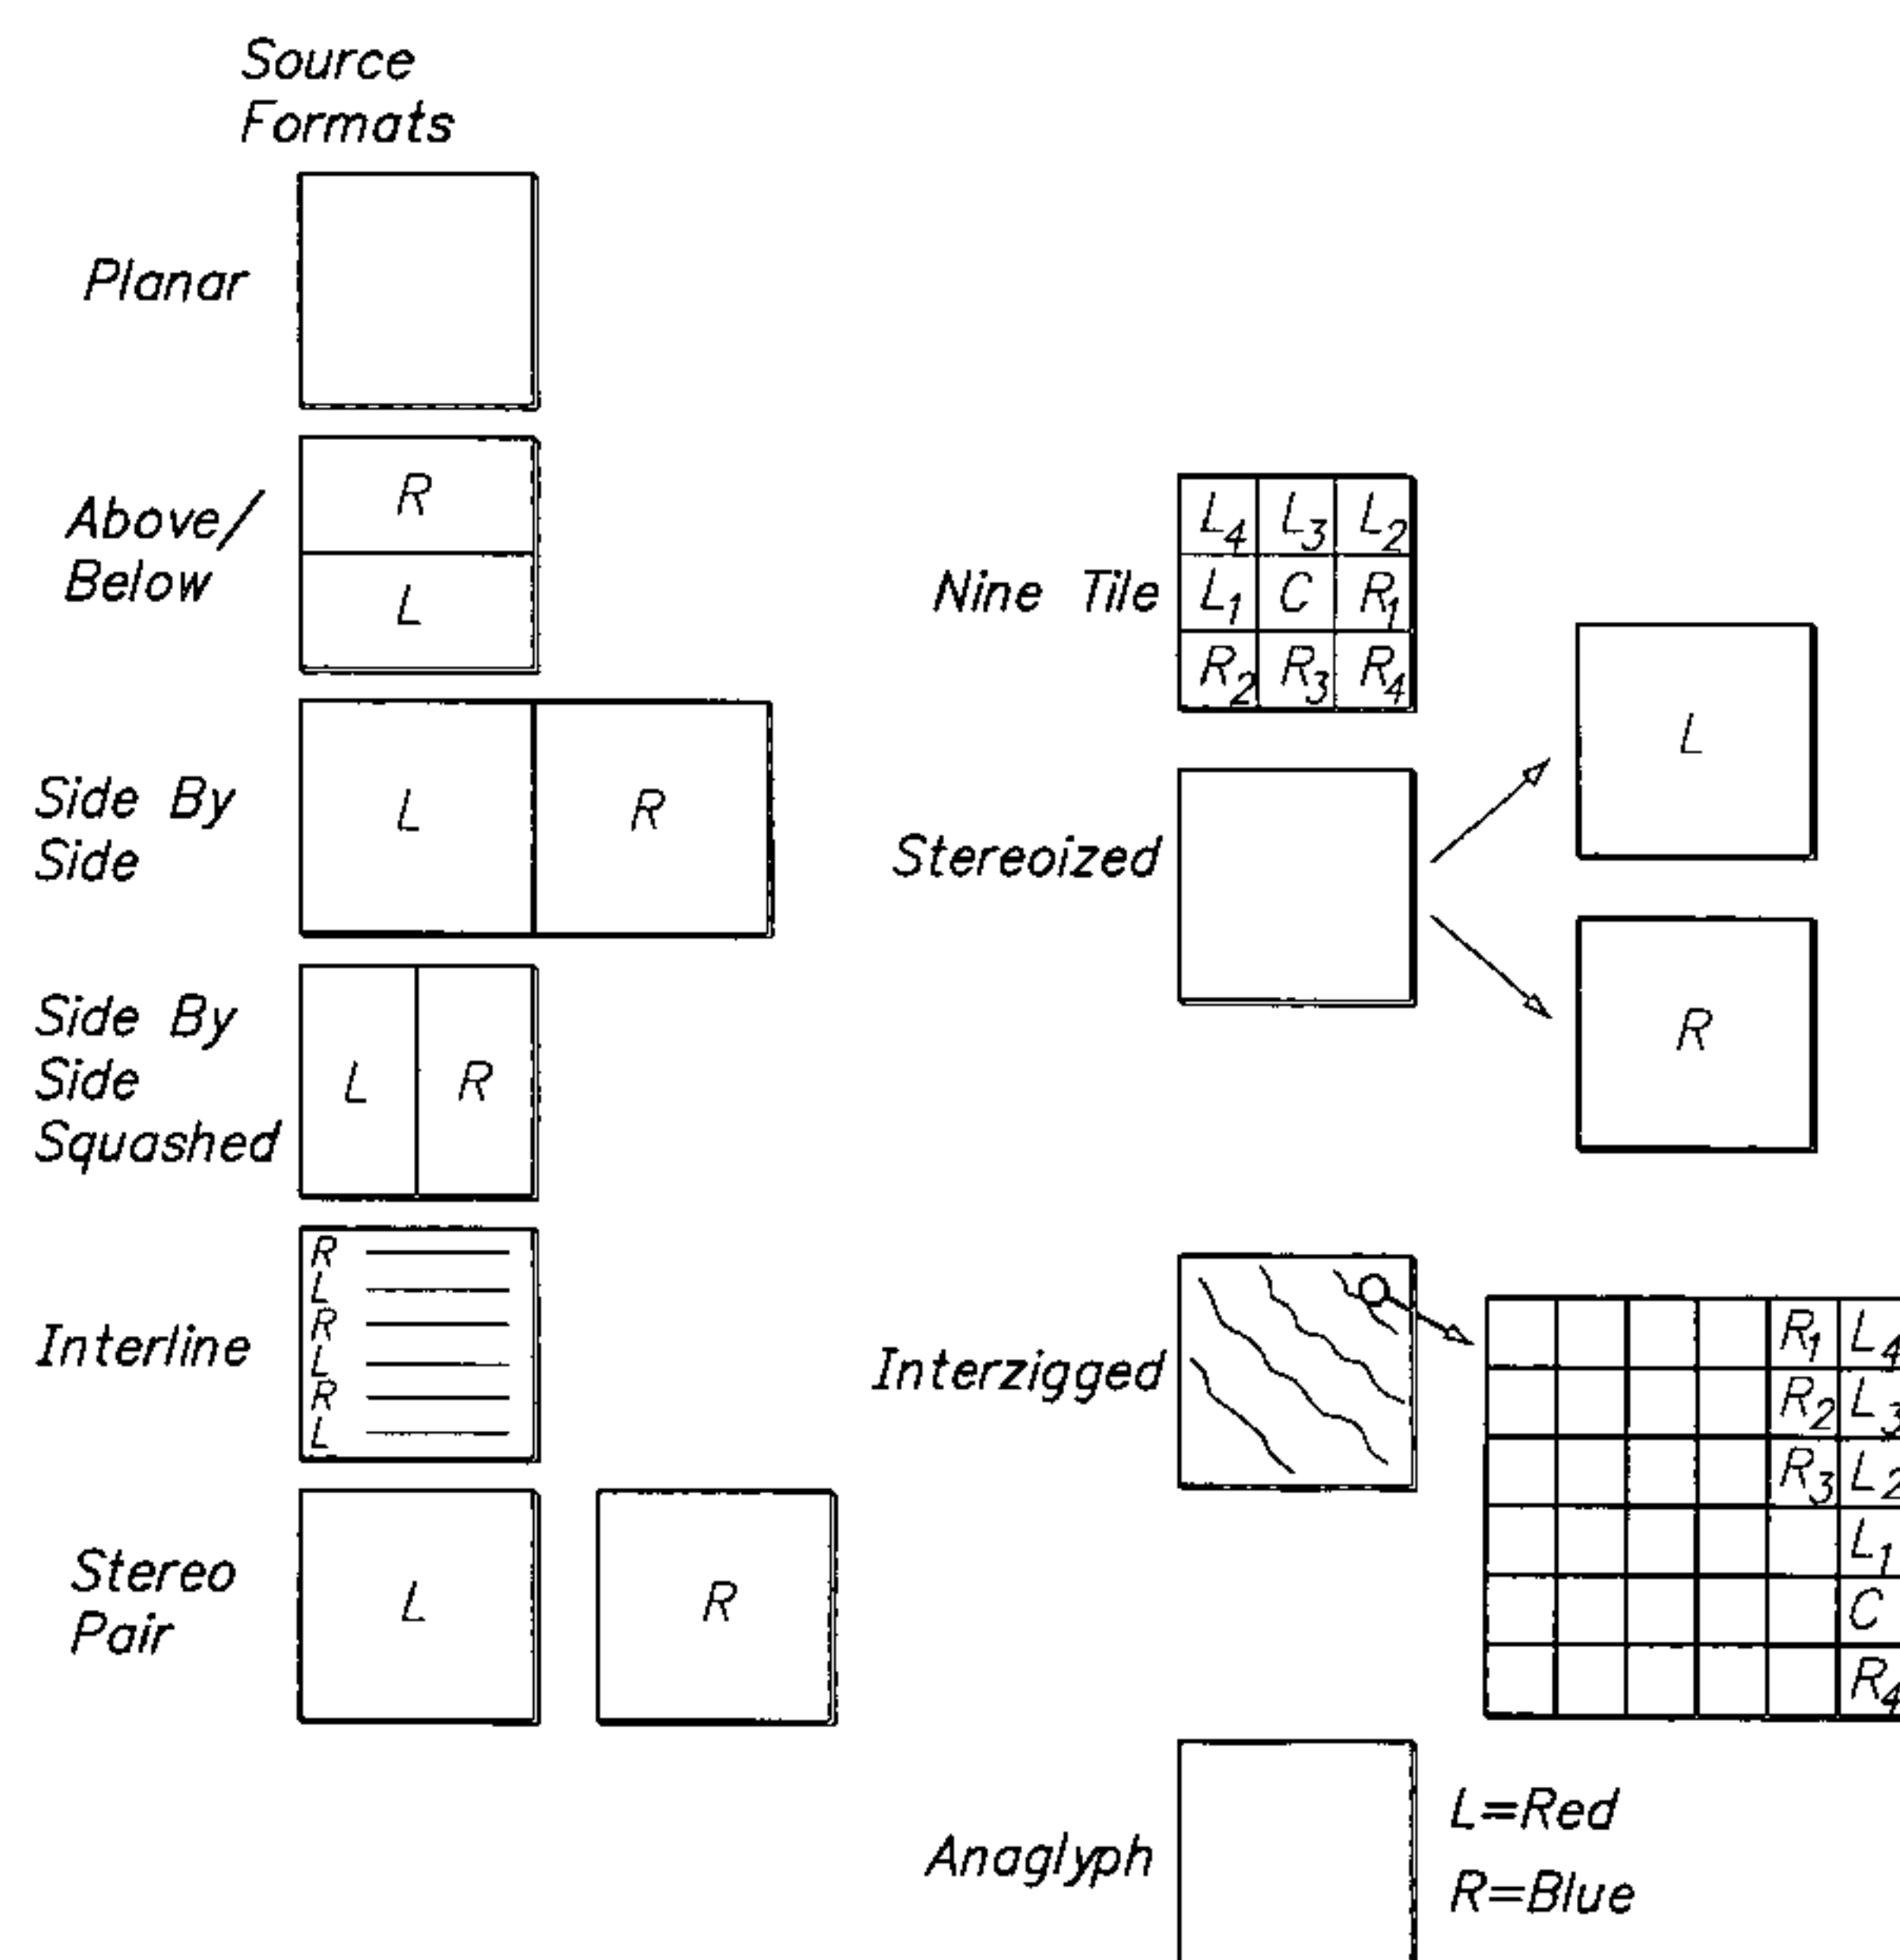 Source
Formats
Planar
Above/
Below
R
L
Side By
Side
L
R
Side By
Side
Squashed
L
R
Interline
R
L
R
L
R
L
Stereo
Pair
L
R
Nine Tile
L4 L3 L2
L1 C R1
R2 R3 R4
Stereoized
L
R
Interzigged
R1 L4
R2 L3
R3 L2
L1
C
R4
Anaglyph
L=Red
R=Blue